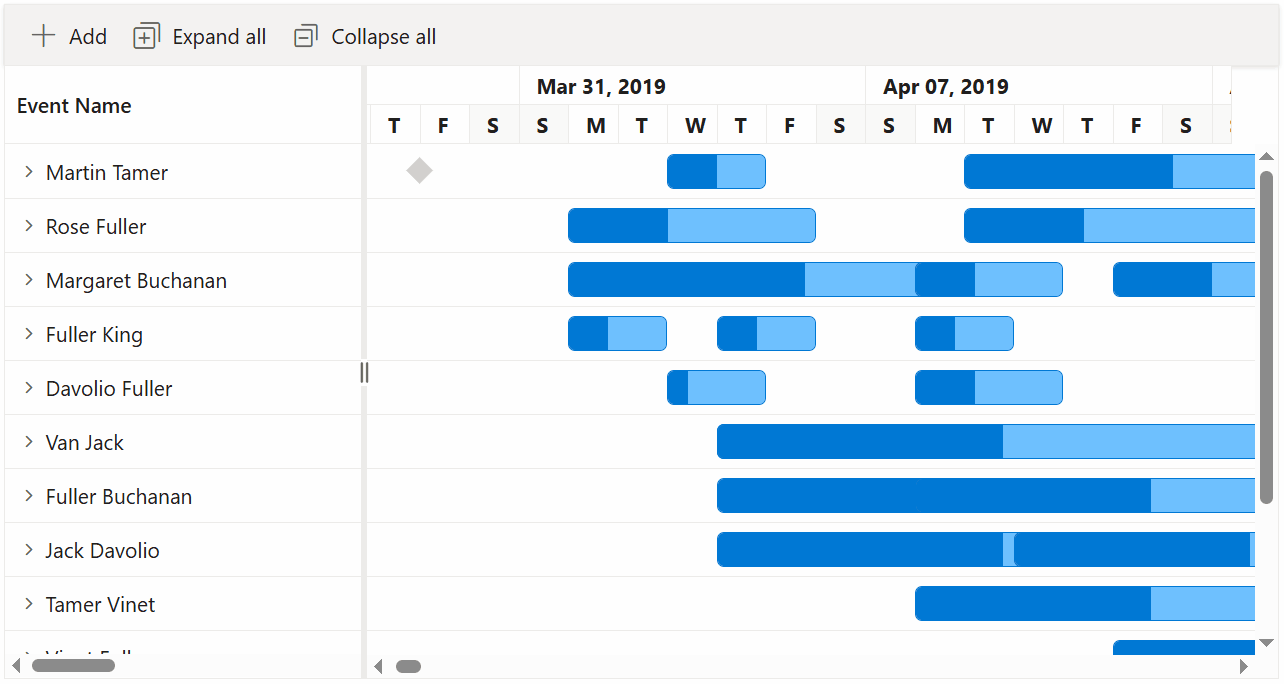 Add Expand all Collapse all
Event Name
Mar 31, 2019 Apr 07, 2019
T F S S M T W T F S S M T W T F S
Martin Tamer
Rose Fuller
Margaret Buchanan
Fuller King
Davolio Fuller
Van Jack
Fuller Buchanan
Jack Davolio
Tamer Vinet